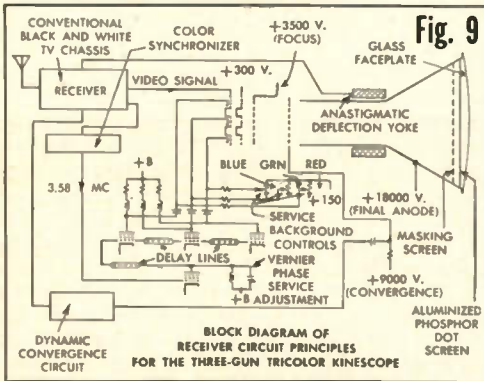 Fig. 9
CONVENTIONAL
BLACK AND WHITE
TV CHASSIS
COLOR
SYNCHRONIZER
+3500 V.
(FOCUS)
GLASS
FACEPLATE
RECEIVER
VIDEO SIGNAL
+300 V.
ANASTIGMATIC
DEFLECTION YOKE
3.58 MC
+B
BLUE GRN RED
+150
SERVICE
BACKGROUND
CONTROLS
+18000 V.
(FINAL ANODE)
MASKING
SCREEN
DELAY LINES
VERNIER
PHASE
SERVICE
ADJUSTMENT
+B
+9000 V.
(CONVERGENCE)
ALUMINIZED
PHOSPHOR
DOT
SCREEN
DYNAMIC
CONVERGENCE
CIRCUIT
BLOCK DIAGRAM OF
RECEIVER CIRCUIT PRINCIPLES
FOR THE THREE-GUN TRICOLOR KINESCOPE